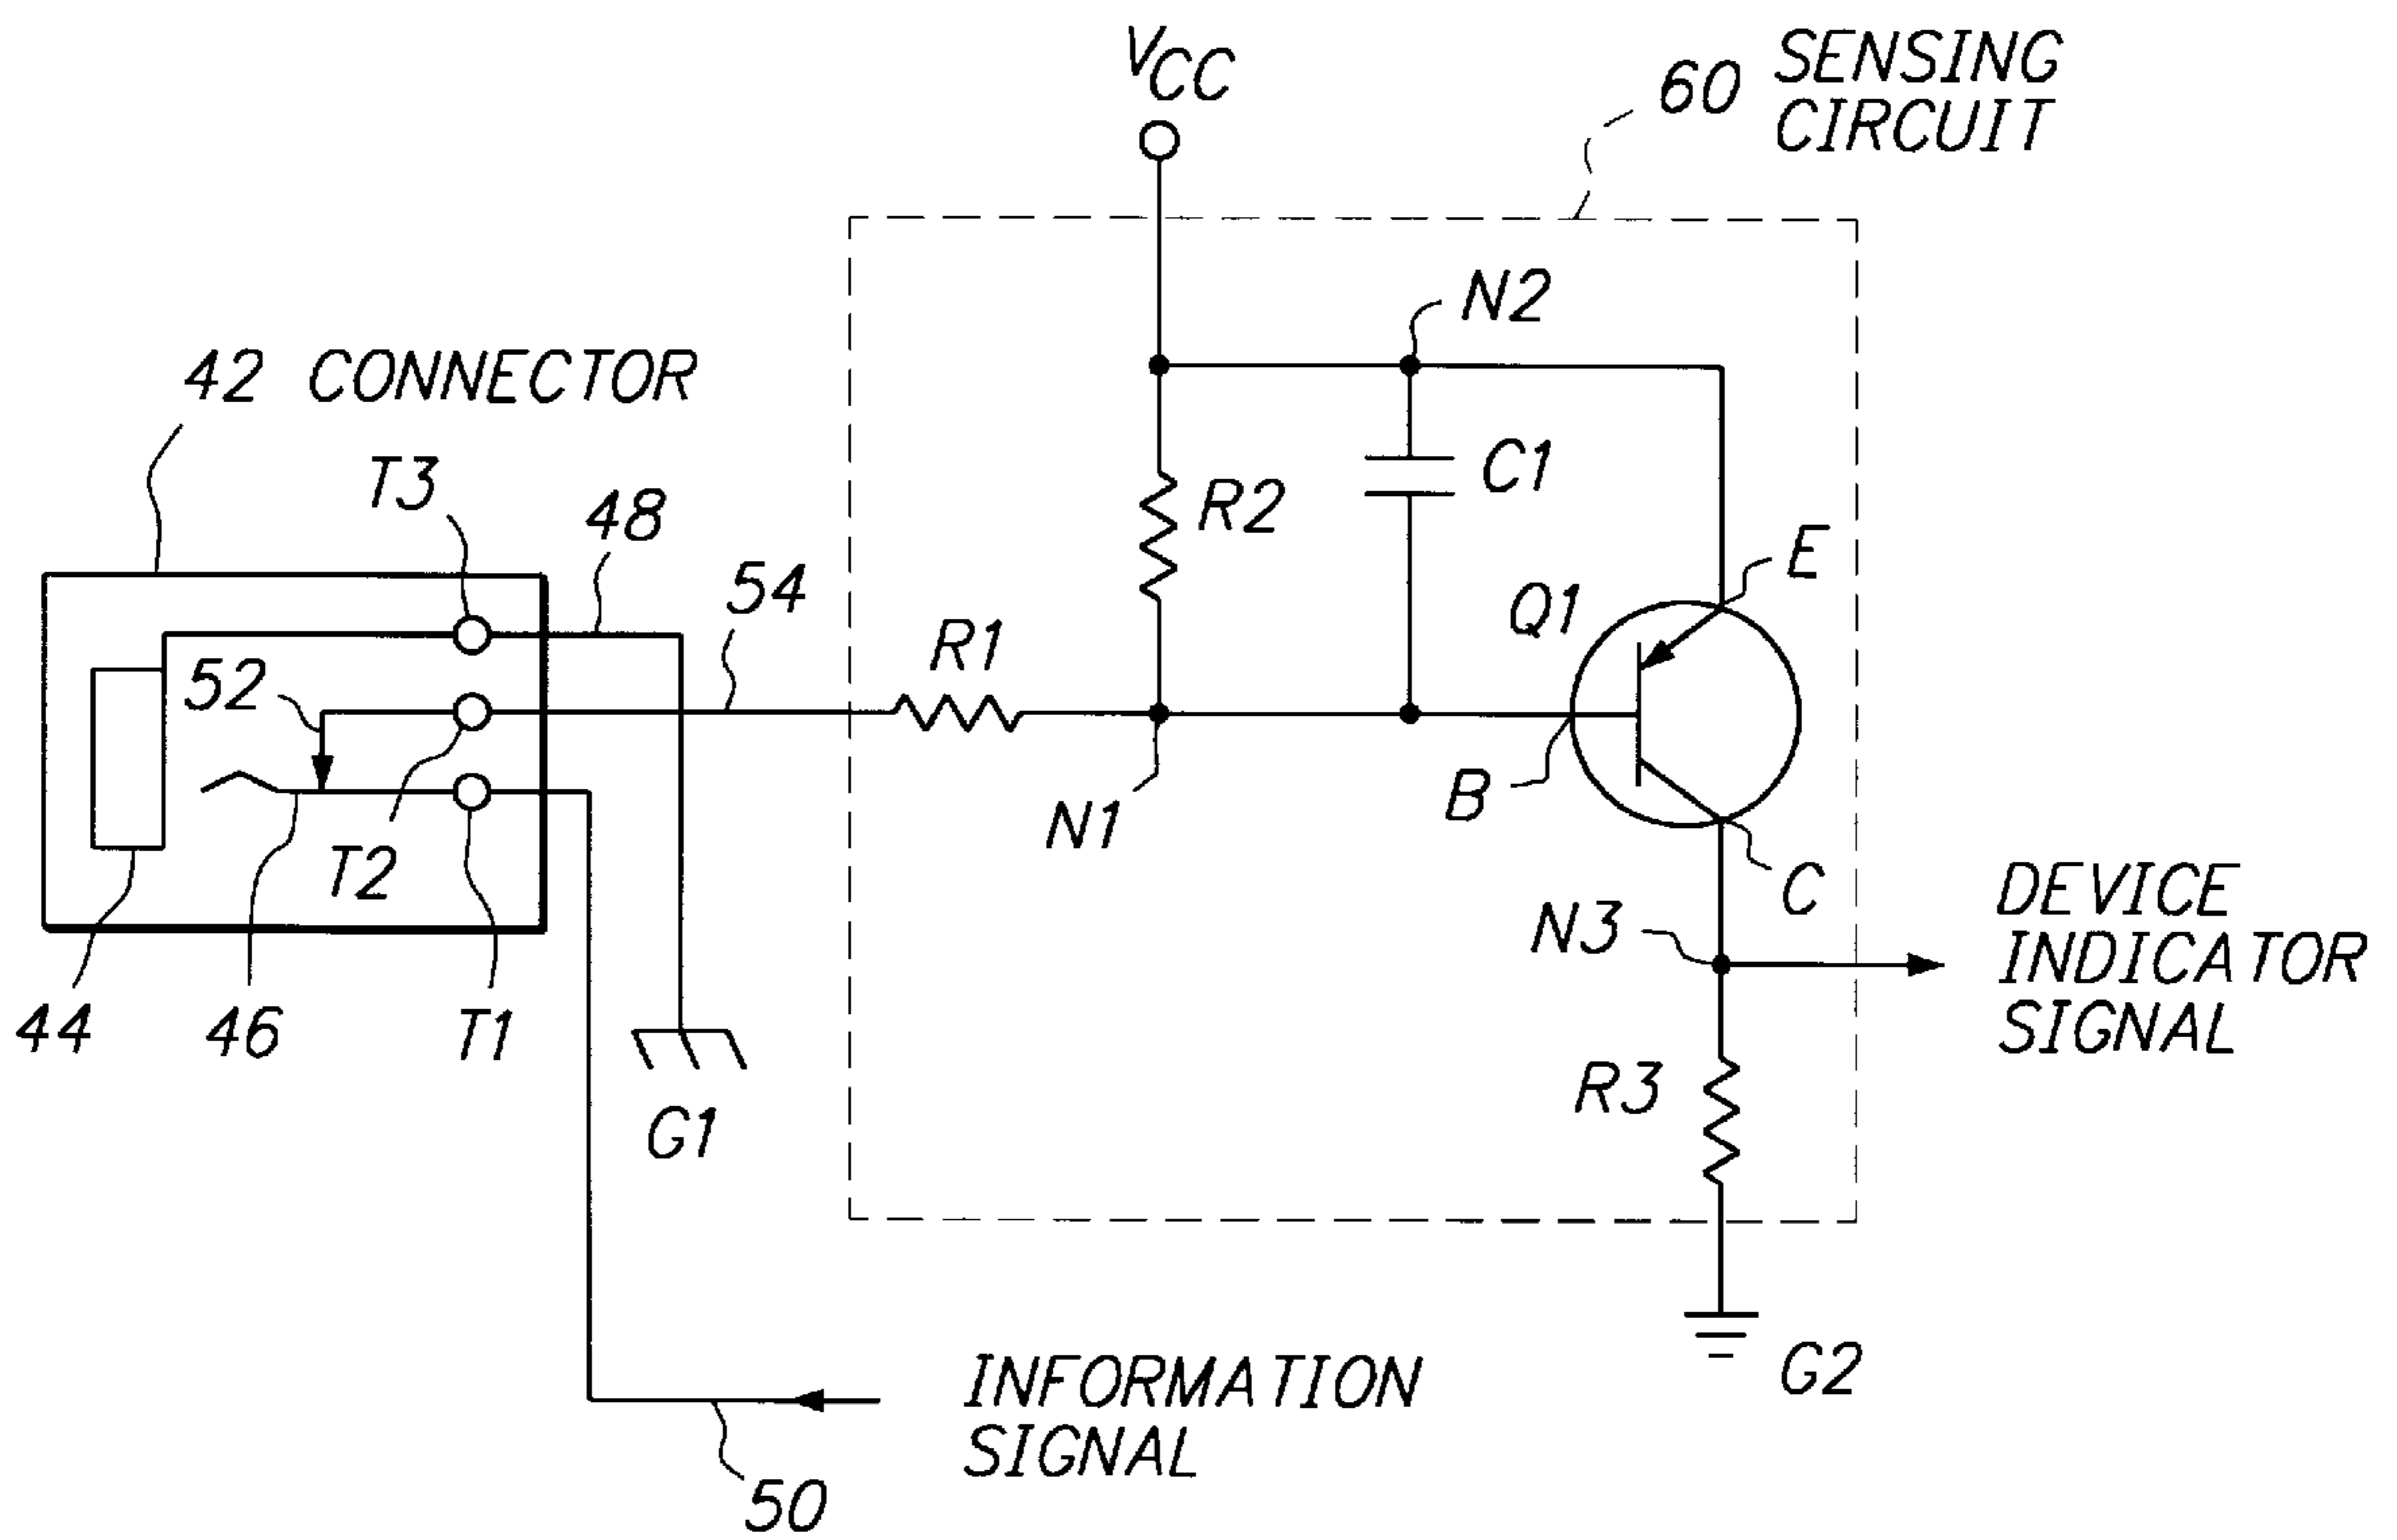 VCC
60 SENSING
CIRCUIT
N2
42 CONNECTOR
T3
48
C1
R2
54
E
Q1
R1
52
B
N1
T2
C
DEVICE
INDICATOR
SIGNAL
N3
44
46
T1
R3
G1
G2
INFORMATION
SIGNAL
50